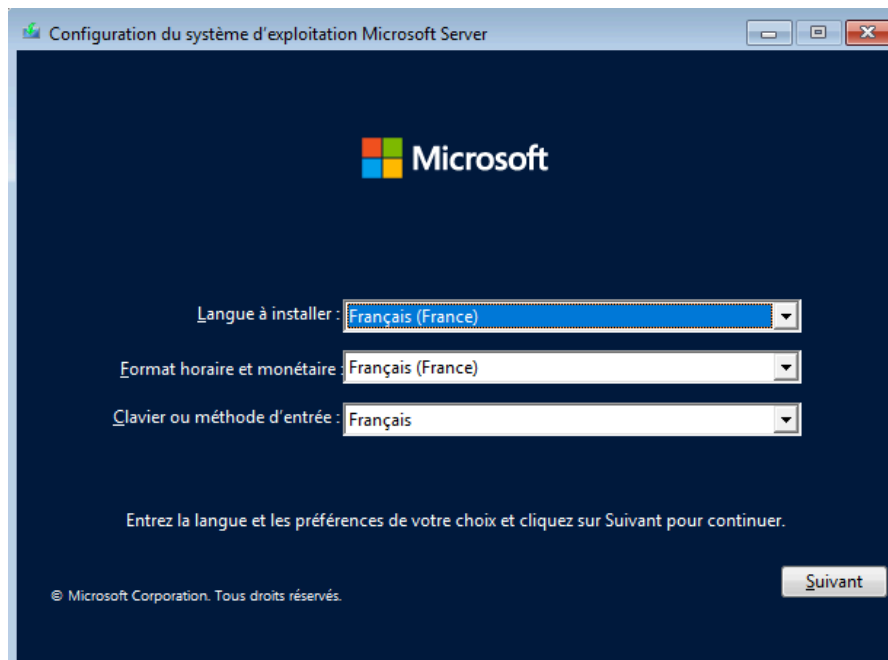 Configuration du système d'exploitation Microsoft Server
Microsoft
Langue à installer : Français (France)
Format horaire et monétaire : Français (France)
Clavier ou méthode d'entrée : Français
Entrez la langue et les préférences de votre choix et cliquez sur Suivant pour continuer.
Suivant
© Microsoft Corporation. Tous droits réservés.